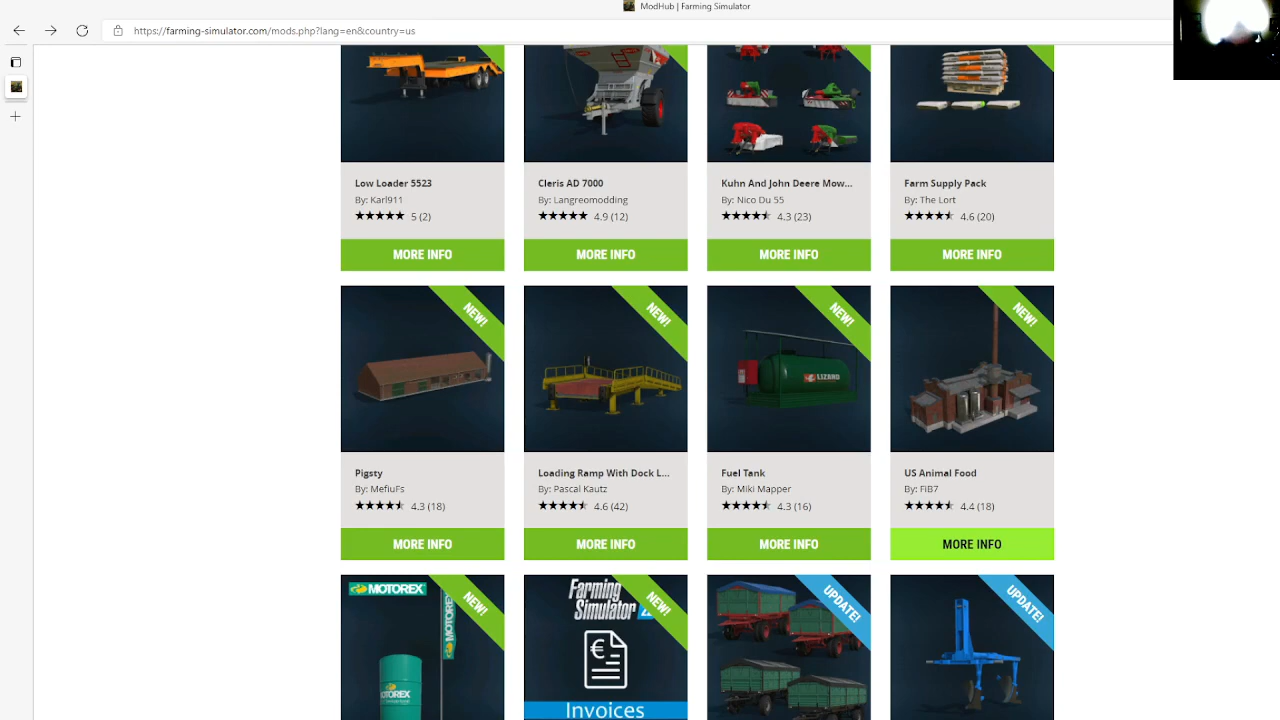 ModHub | Farming Simulator
https://farming-simulator.com/mods.php?lang=en&country=us
Low Loader 5523
By: Karl911
5 (2)
MORE INFO
Cleris AD 7000
By: Langreomodding
4.9 (12)
MORE INFO
Kuhn And John Deere Mow...
By: Nico Du 55
4.3 (23)
MORE INFO
Farm Supply Pack
By: The Lort
4.6 (20)
MORE INFO
NEW!
Pigsty
By: MefiuFs
4.3 (18)
MORE INFO
NEW!
Loading Ramp With Dock L...
By: Pascal Kautz
4.6 (42)
MORE INFO
NEW!
LIZARD
Fuel Tank
By: Miki Mapper
4.3 (16)
MORE INFO
NEW!
US Animal Food
By: FiB7
4.4 (18)
MORE INFO
MOTOREX
NEW!
MOTOREX
MOTOREX
Farming
Simulator 22
NEW!
Invoices
UPDATE!
UPDATE!